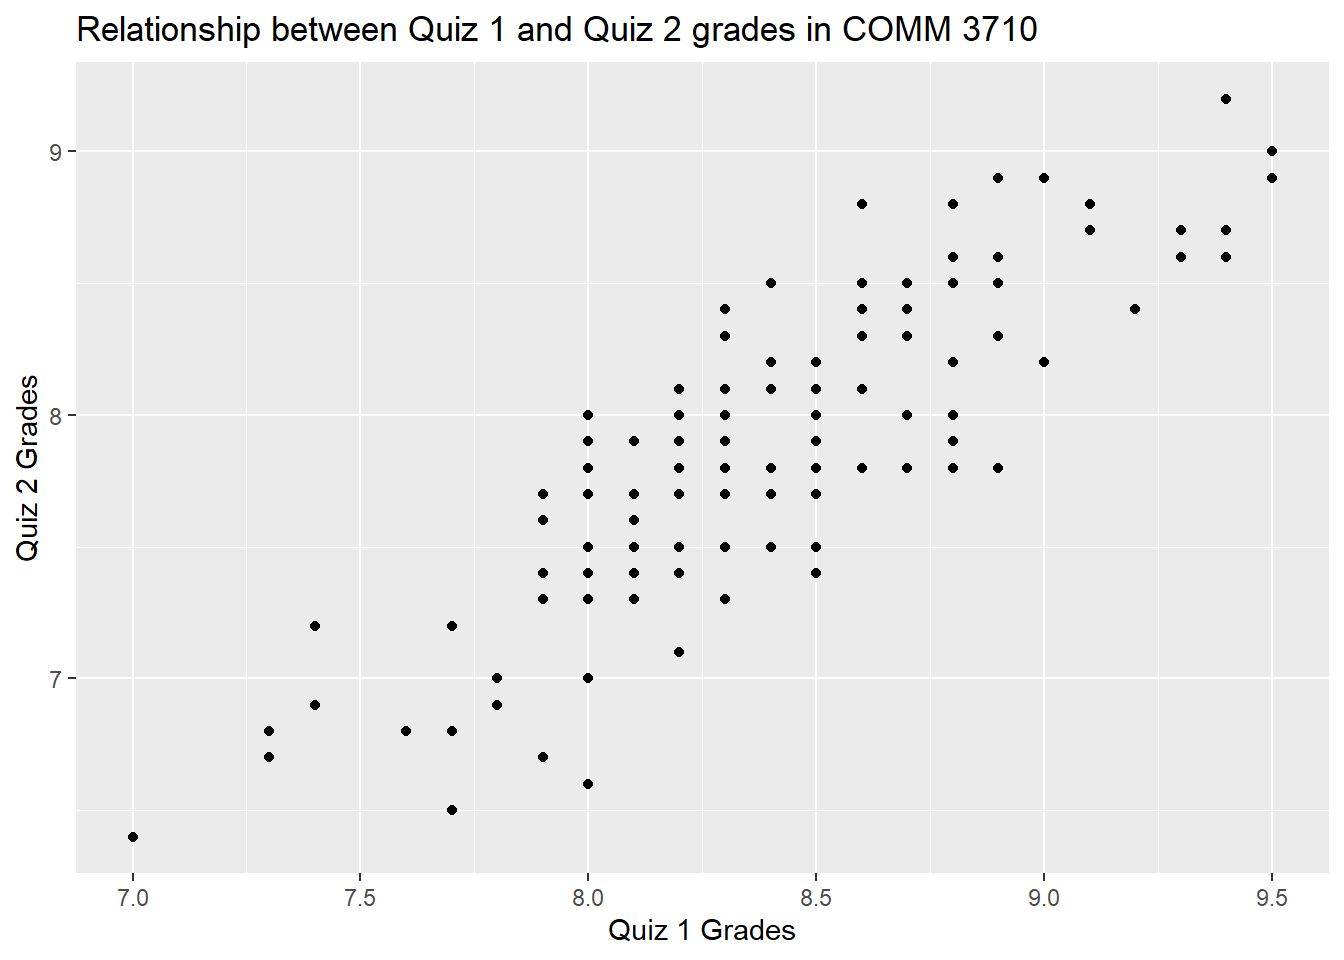 Relationship between Quiz 1 and Quiz 2 grades in COMM 3710
9
8
7
Quiz 2 Grades
7.0 7.5 8.0 8.5 9.0 9.5
Quiz 1 Grades